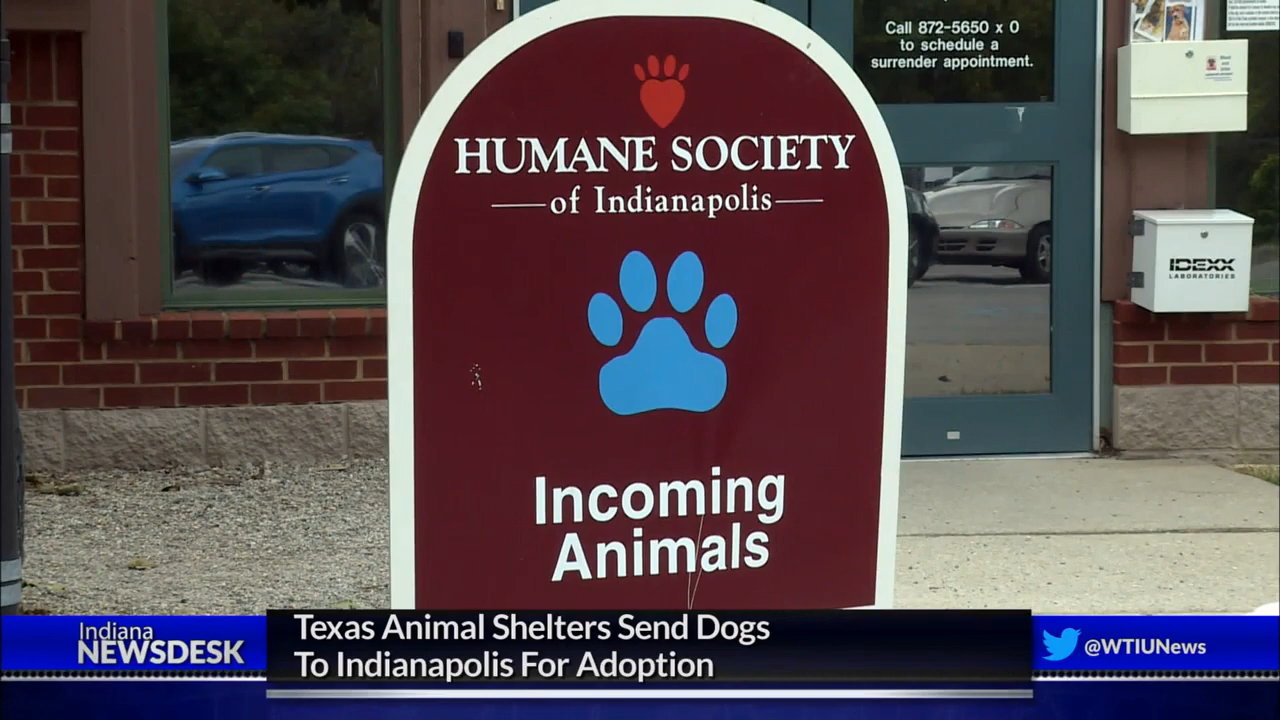 Call 872-5650 x 0
to schedule a
surrender appointment.
HUMANE SOCIETY
of Indianapolis
IDEXX
LABORATORIES
Incoming
Animals
Indiana
NEWSDESK
Texas Animal Shelters Send Dogs
To Indianapolis For Adoption
@WTIUNews